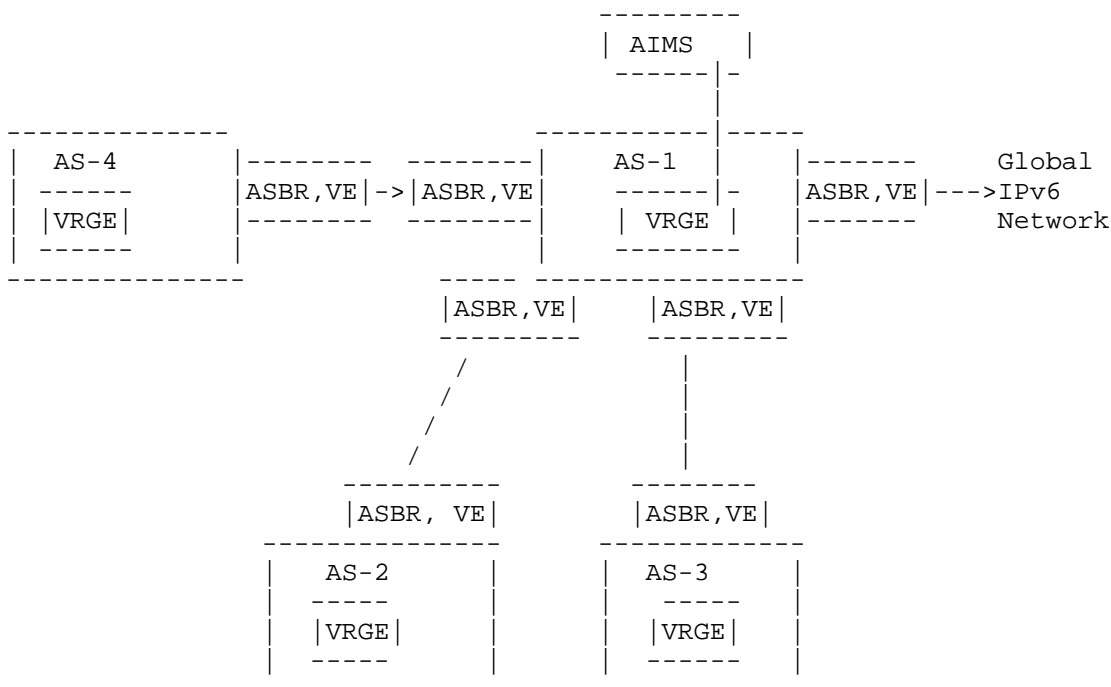 AIMS
AS-4 AS-1 Global
ASBR,VE -> ASBR,VE ASBR,VE --->IPv6
VRGE VRGE Network
ASBR,VE ASBR,VE
ASBR, VE ASBR,VE
AS-2 AS-3
VRGE VRGE